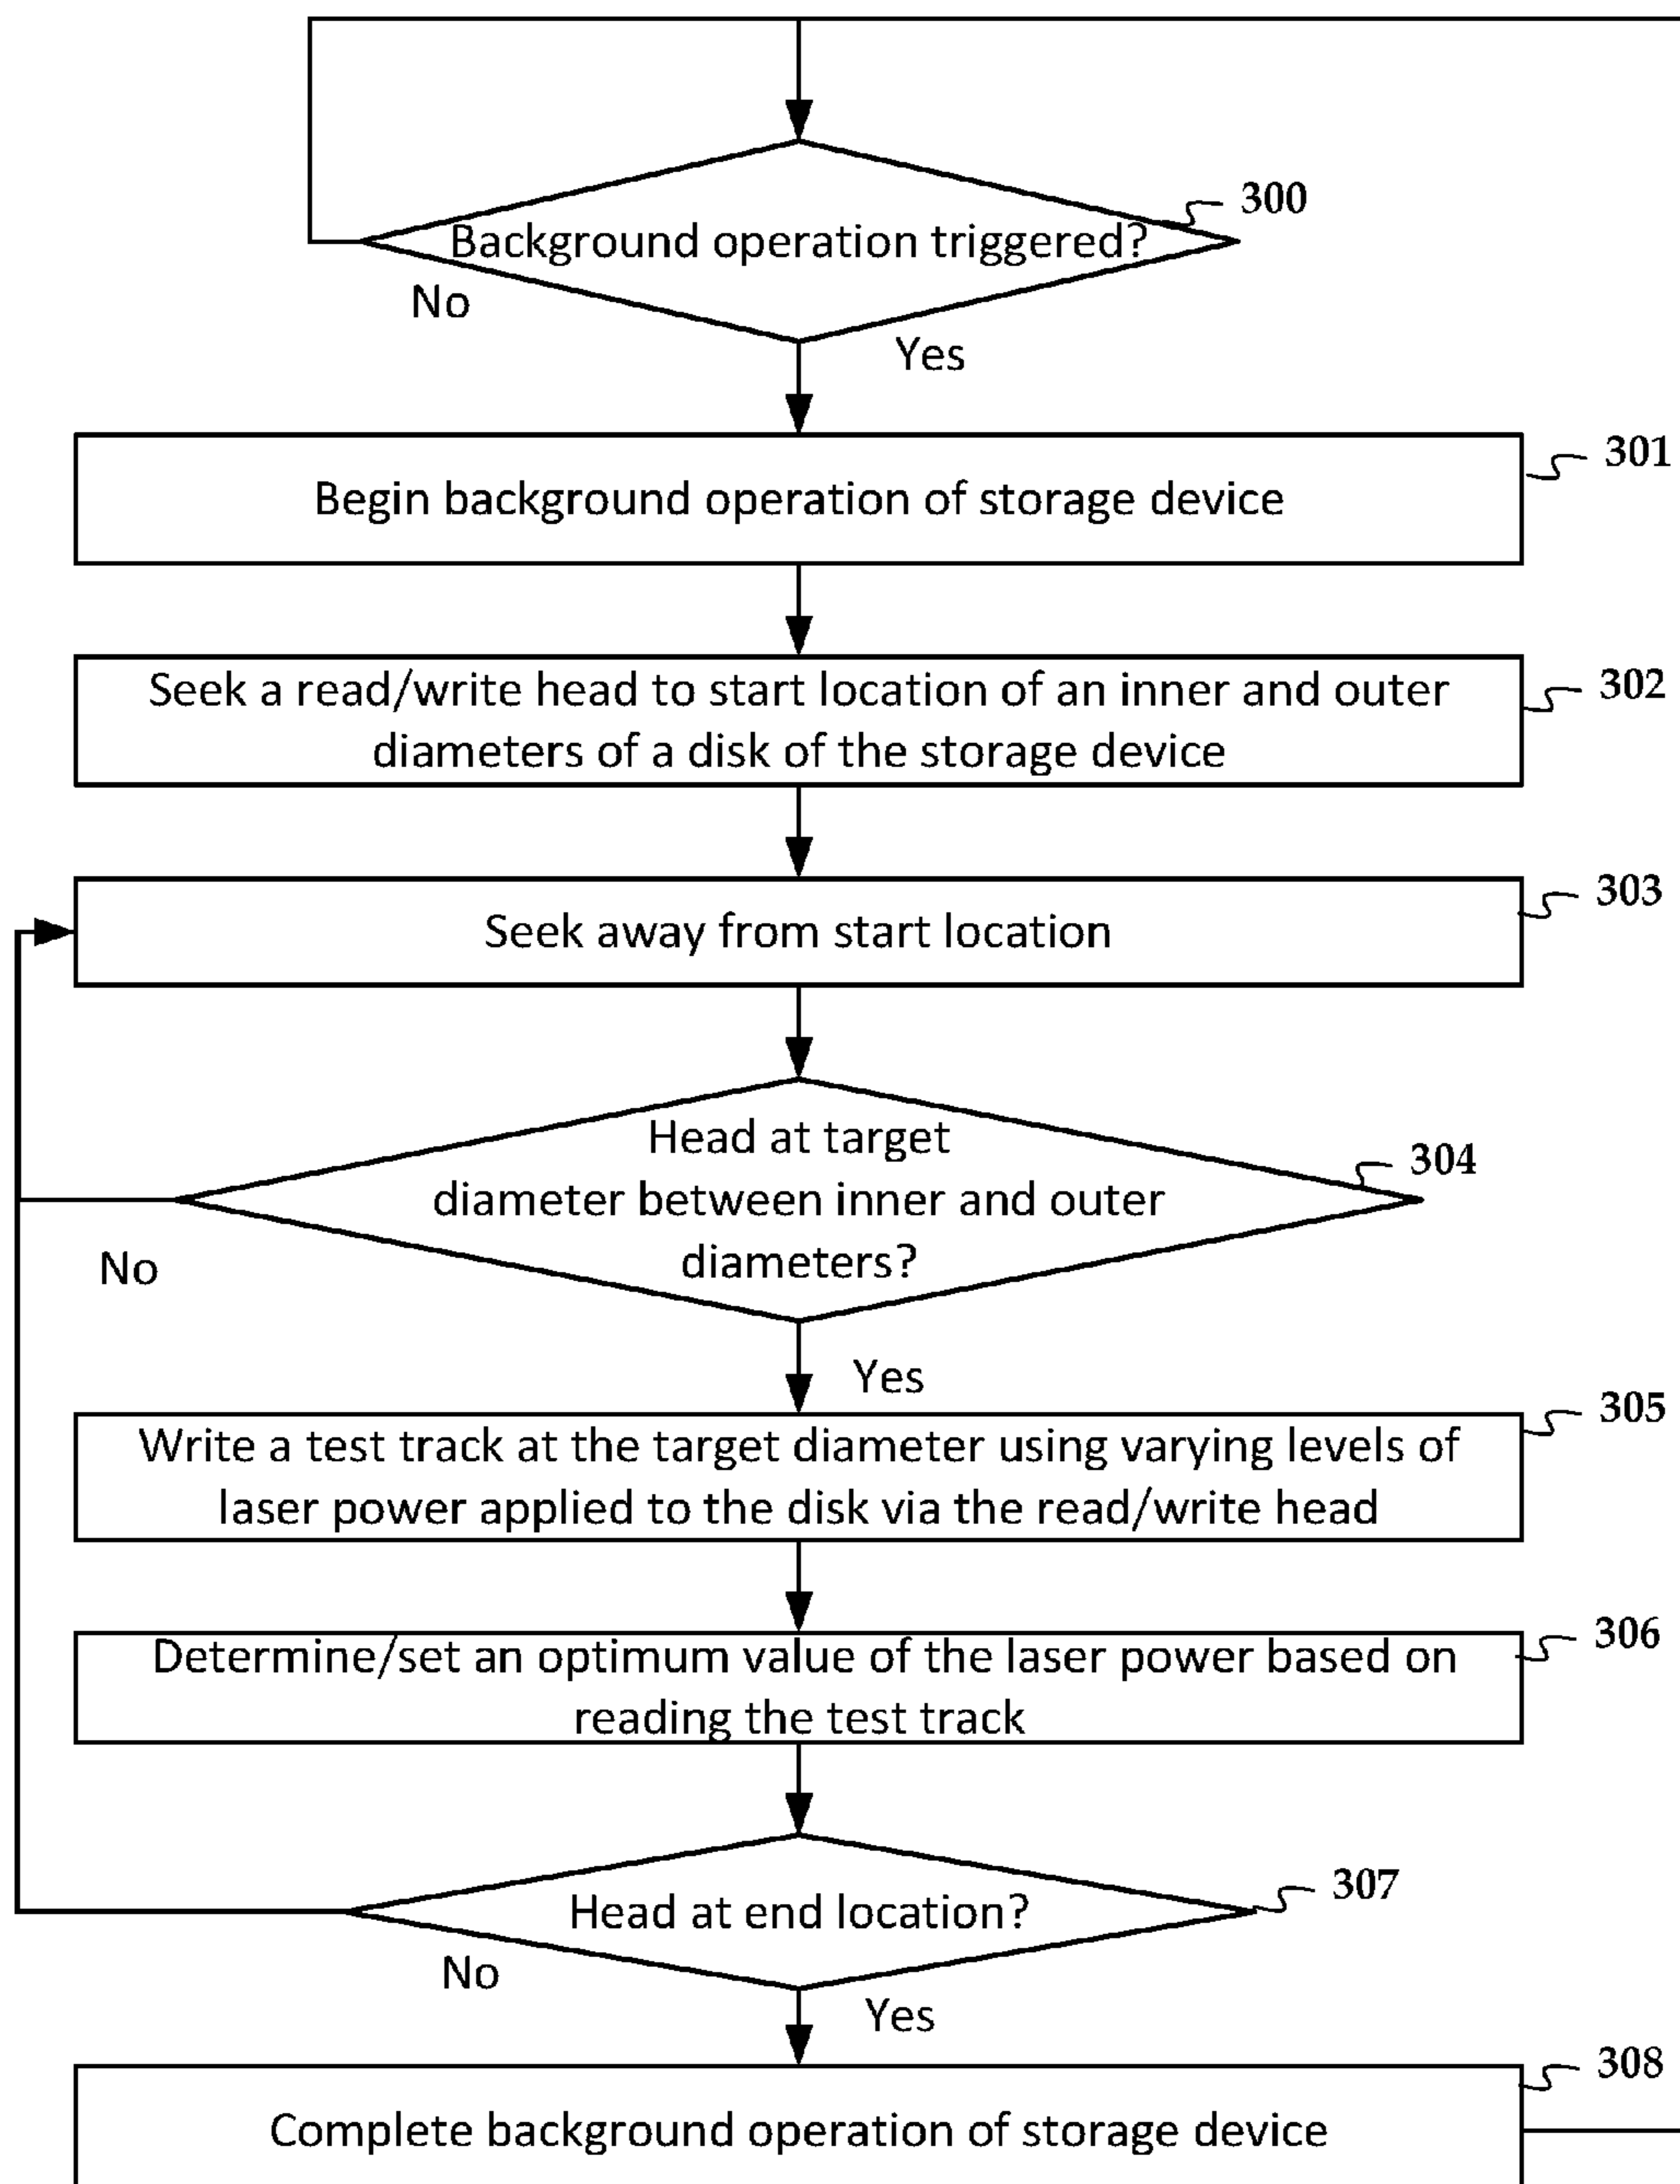 300
Background operation triggered?
No
Yes
301
Begin background operation of storage device
302
Seek a read/write head to start location of an inner and outer
diameters of a disk of the storage device
303
Seek away from start location
Head at target
304
diameter between inner and outer
diameters?
No
Yes
305
Write a test track at the target diameter using varying levels of
laser power applied to the disk via the read/write head
306
Determine/set an optimum value of the laser power based on
reading the test track
307
Head at end location?
No
Yes
308
Complete background operation of storage device